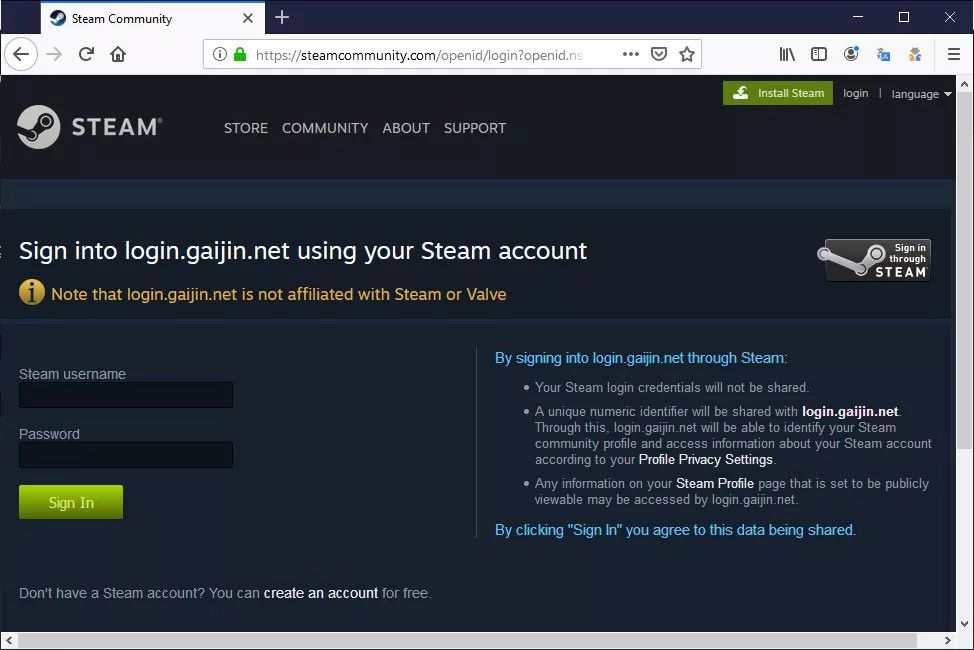 Steam Community
https://steamcommunity.com/openid/login?openid.ns
Install Steam login | language
STEAM®
STORE COMMUNITY ABOUT SUPPORT
Sign into login.gaijin.net using your Steam account
Sign in
through
STEAM
Note that login.gaijin.net is not affiliated with Steam or Valve
Steam username
Password
Sign In
By signing into login.gaijin.net through Steam:
• Your Steam login credentials will not be shared.
• A unique numeric identifier will be shared with login.gaijin.net.
Through this, login.gaijin.net will be able to identify your Steam
community profile and access information about your Steam account
according to your Profile Privacy Settings.
• Any information on your Steam Profile page that is set to be publicly
viewable may be accessed by login.gaijin.net.
By clicking "Sign In" you agree to this data being shared.
Don't have a Steam account? You can create an account for free.